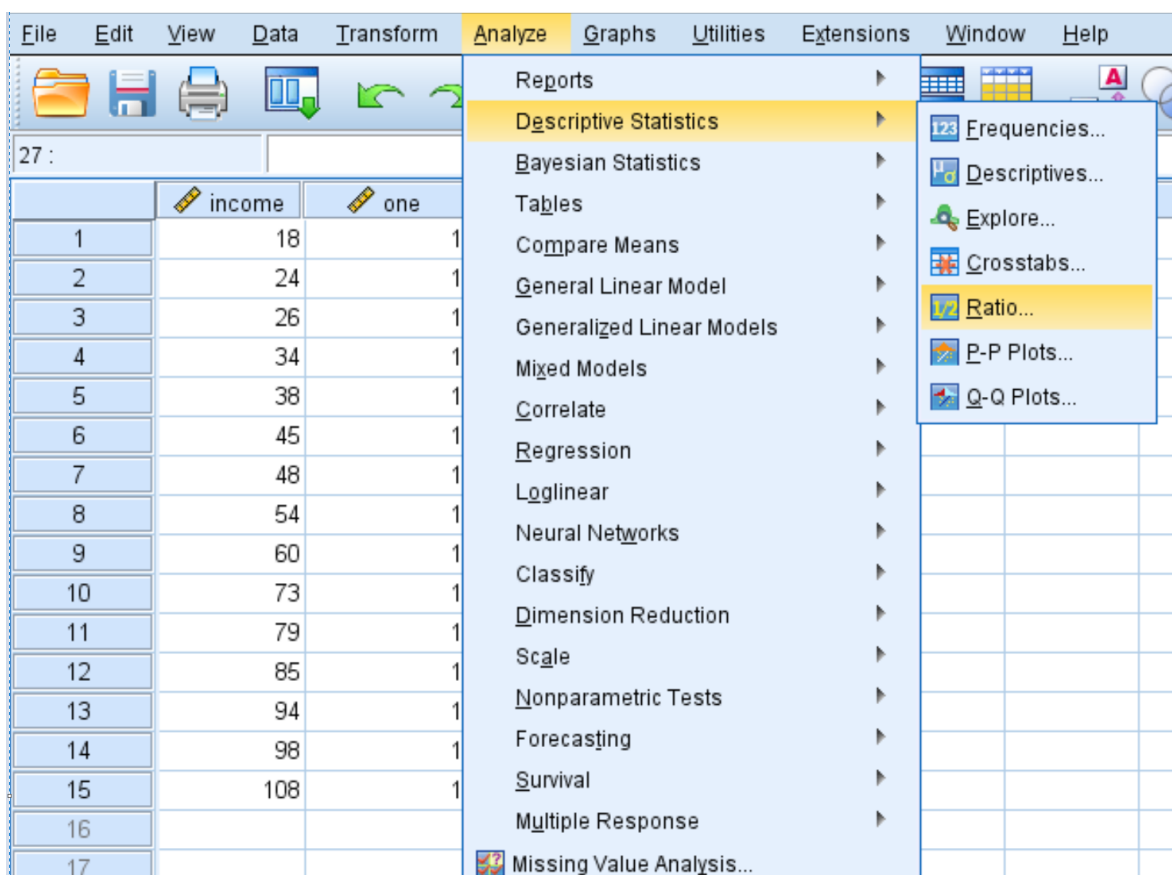 File Edit View Data Transform Analyze Graphs Utilities Extensions Window Help
A
27 :
income one
1 18 1
2 24 1
3 26 1
4 34 1
5 38 1
6 45 1
7 48 1
8 54 1
9 60 1
10 73 1
11 79 1
12 85 1
13 94 1
14 98 1
15 108 1
16
17
Reports
Descriptive Statistics
Bayesian Statistics
Tables
Compare Means
General Linear Model
Generalized Linear Models
Mixed Models
Correlate
Regression
Loglinear
Neural Networks
Classify
Dimension Reduction
Scale
Nonparametric Tests
Forecasting
Survival
Multiple Response
Missing Value Analysis...
123 Frequencies...
μσ Descriptives...
Explore...
Crosstabs...
1/2 Ratio...
P-P Plots...
Q-Q Plots...